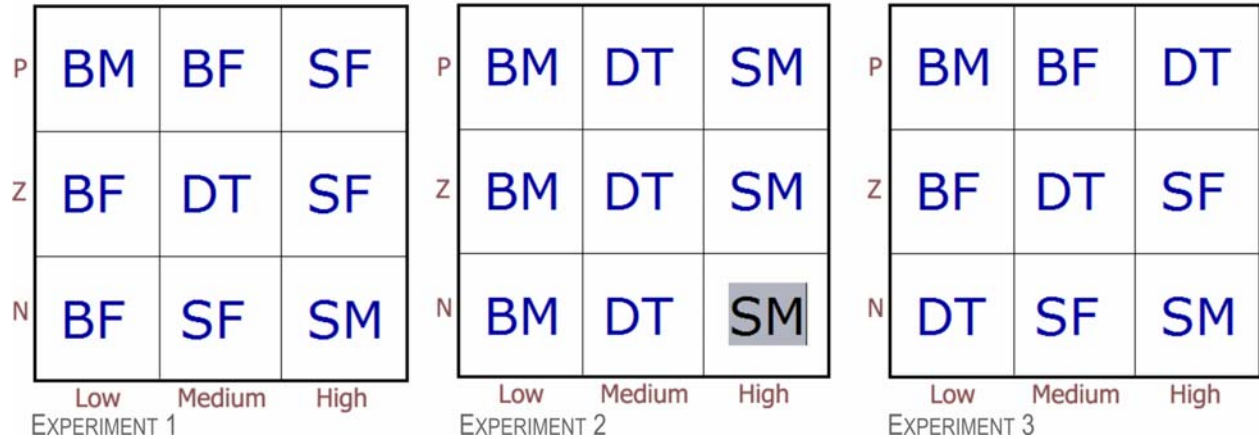 P BM BF SF
Z BF DT SF
N BF SF SM
Low Medium High
EXPERIMENT 1
P BM DT SM
Z BM DT SM
N BM DT SM
Low Medium High
EXPERIMENT 2
P BM BF DT
Z BF DT SF
N DT SF SM
Low Medium High
EXPERIMENT 3